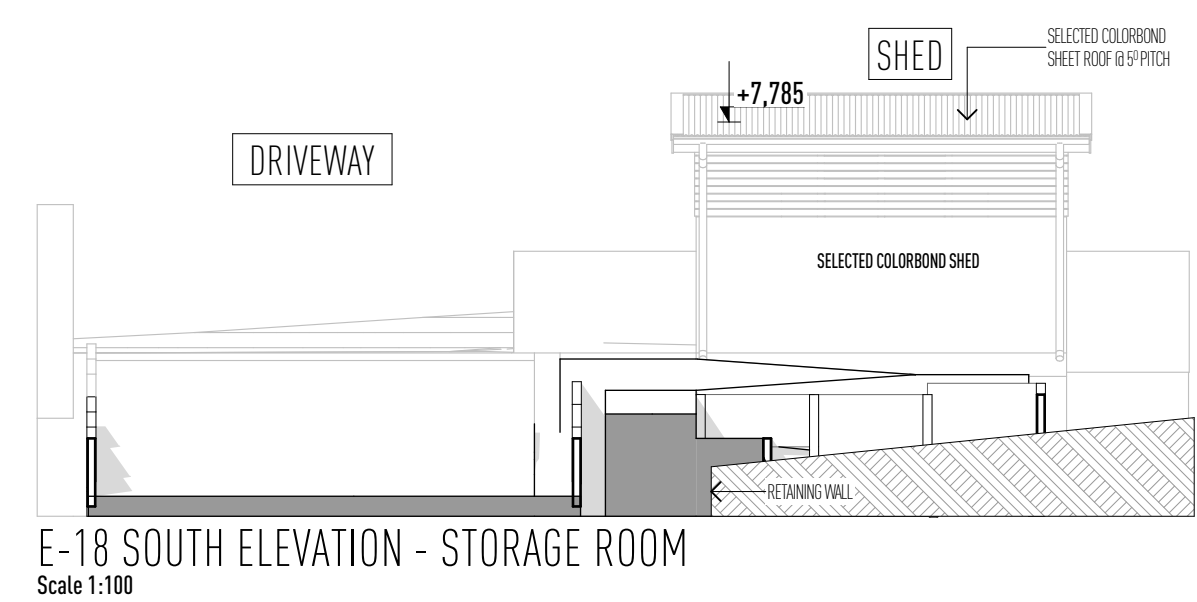 SHED
SELECTED COLORBOND
SHEET ROOF @ 5⁰ PITCH
+7,785
DRIVEWAY
SELECTED COLORBOND SHED
RETAINING WALL
E-18 SOUTH ELEVATION - STORAGE ROOM
Scale 1:100